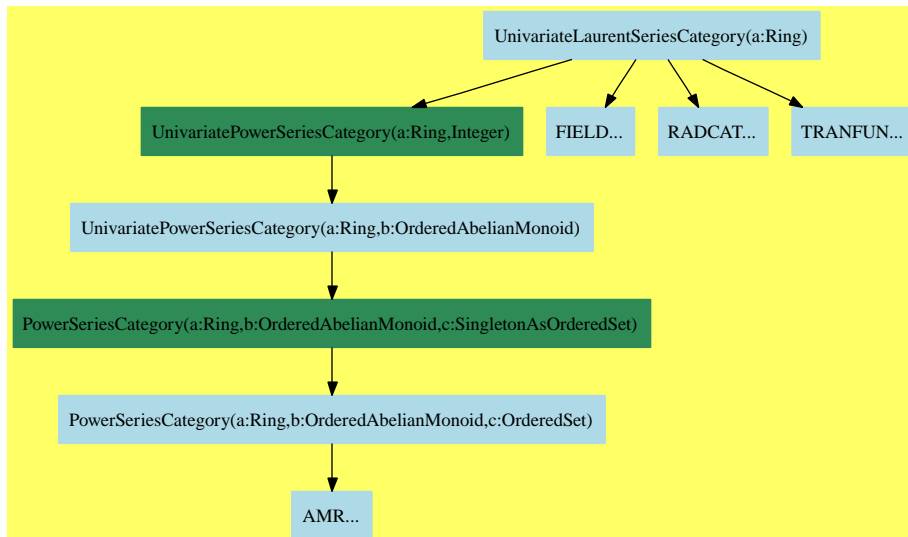 UnivariateLaurentSeriesCategory(a:Ring)
UnivariatePowerSeriesCategory(a:Ring,Integer)
FIELD...
RADCAT...
TRANFUN...
UnivariatePowerSeriesCategory(a:Ring,b:OrderedAbelianMonoid)
PowerSeriesCategory(a:Ring,b:OrderedAbelianMonoid,c:SingletonAsOrderedSet)
PowerSeriesCategory(a:Ring,b:OrderedAbelianMonoid,c:OrderedSet)
AMR...